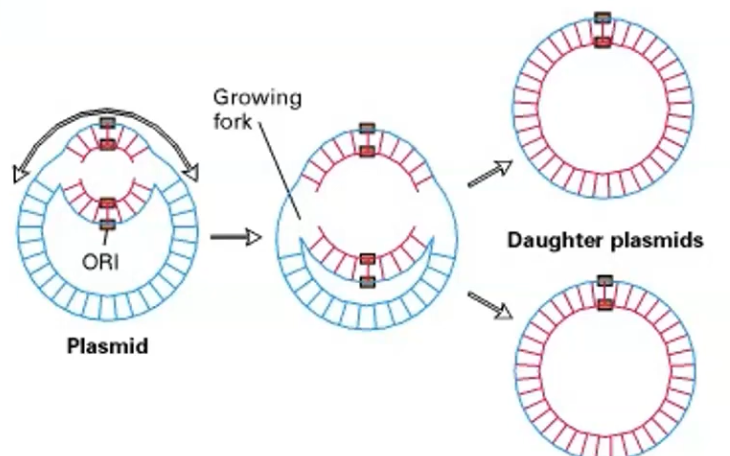 Growing
fork
ORI
Plasmid
Daughter plasmids